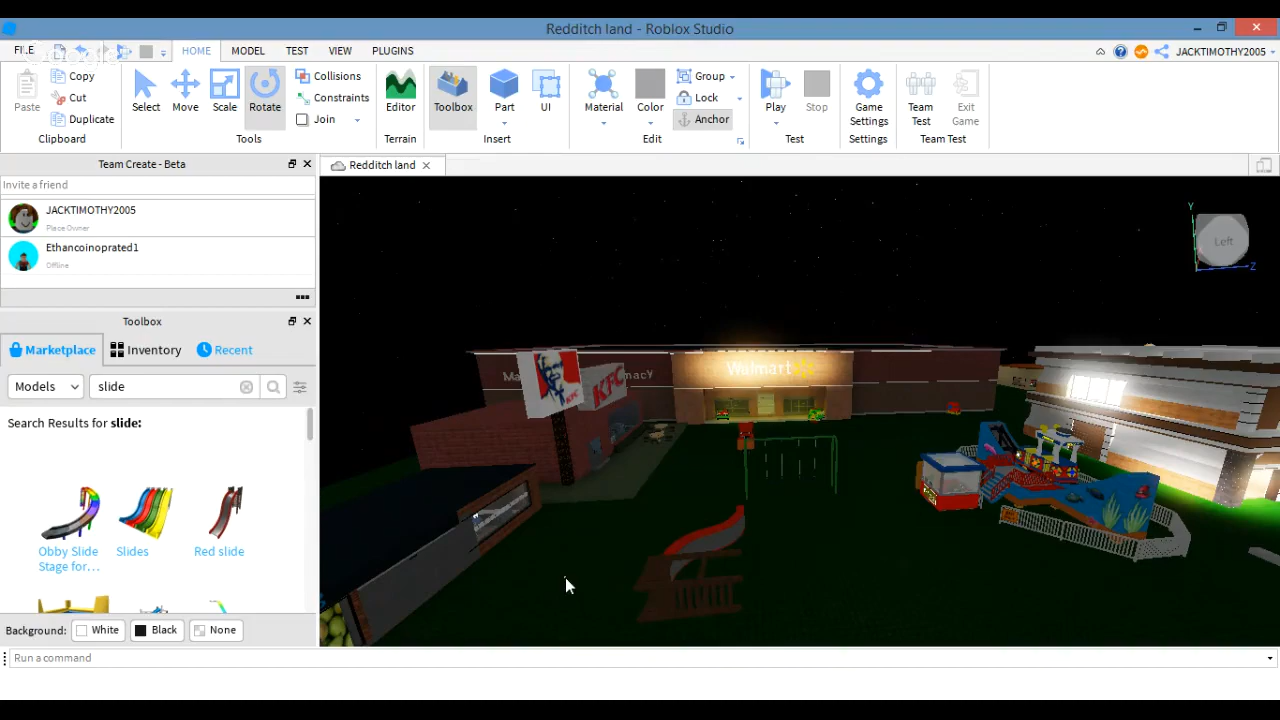 Redditch land - Roblox Studio
FILE
HOME
MODEL
TEST
VIEW
PLUGINS
JACKTIMOTHY2005
Paste
Copy
Cut
Duplicate
Clipboard
Select
Move
Scale
Rotate
Collisions
Constraints
Join
Tools
Editor
Terrain
Toolbox
Part
UI
Insert
Material
Color
Group
Lock
Anchor
Edit
Play
Stop
Test
Game
Settings
Settings
Team
Test
Exit
Game
Team Test
Team Create - Beta
Invite a friend
JACKTIMOTHY2005
Place Owner
Ethancoinoprated1
Offline
Toolbox
Marketplace
Inventory
Recent
Models
slide
Search Results for slide:
Obby Slide
Stage for…
Slides
Red slide
Background:
White
Black
None
Run a command
Redditch land
Y
Left
Z
KFC
KFC
macy
Walmart